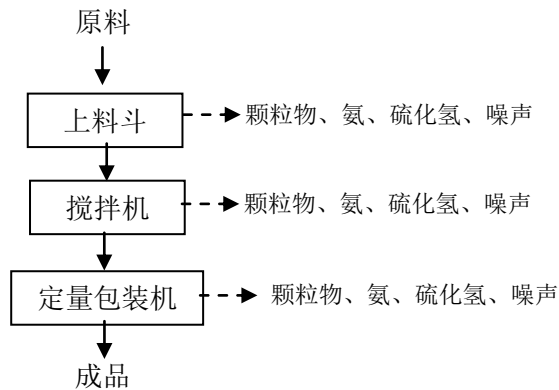 原料
上料斗
颗粒物、氨、硫化氢、噪声
搅拌机
颗粒物、氨、硫化氢、噪声
定量包装机
颗粒物、氨、硫化氢、噪声
成品